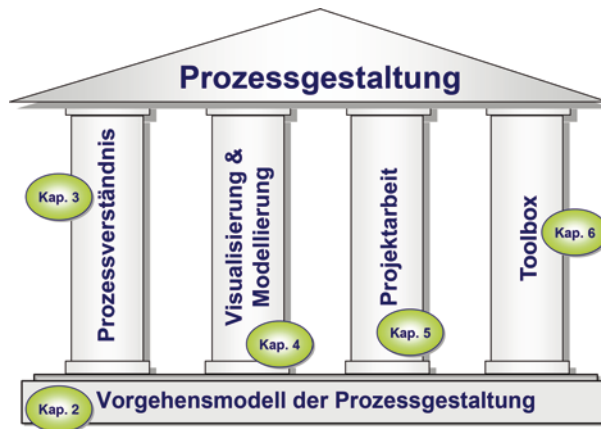 Prozessgestaltung
Prozessverständnis
Kap. 3
Visualisierung &
Modellierung
Kap. 4
Projektarbeit
Kap. 5
Toolbox
Kap. 6
Kap. 2
Vorgehensmodell der Prozessgestaltung